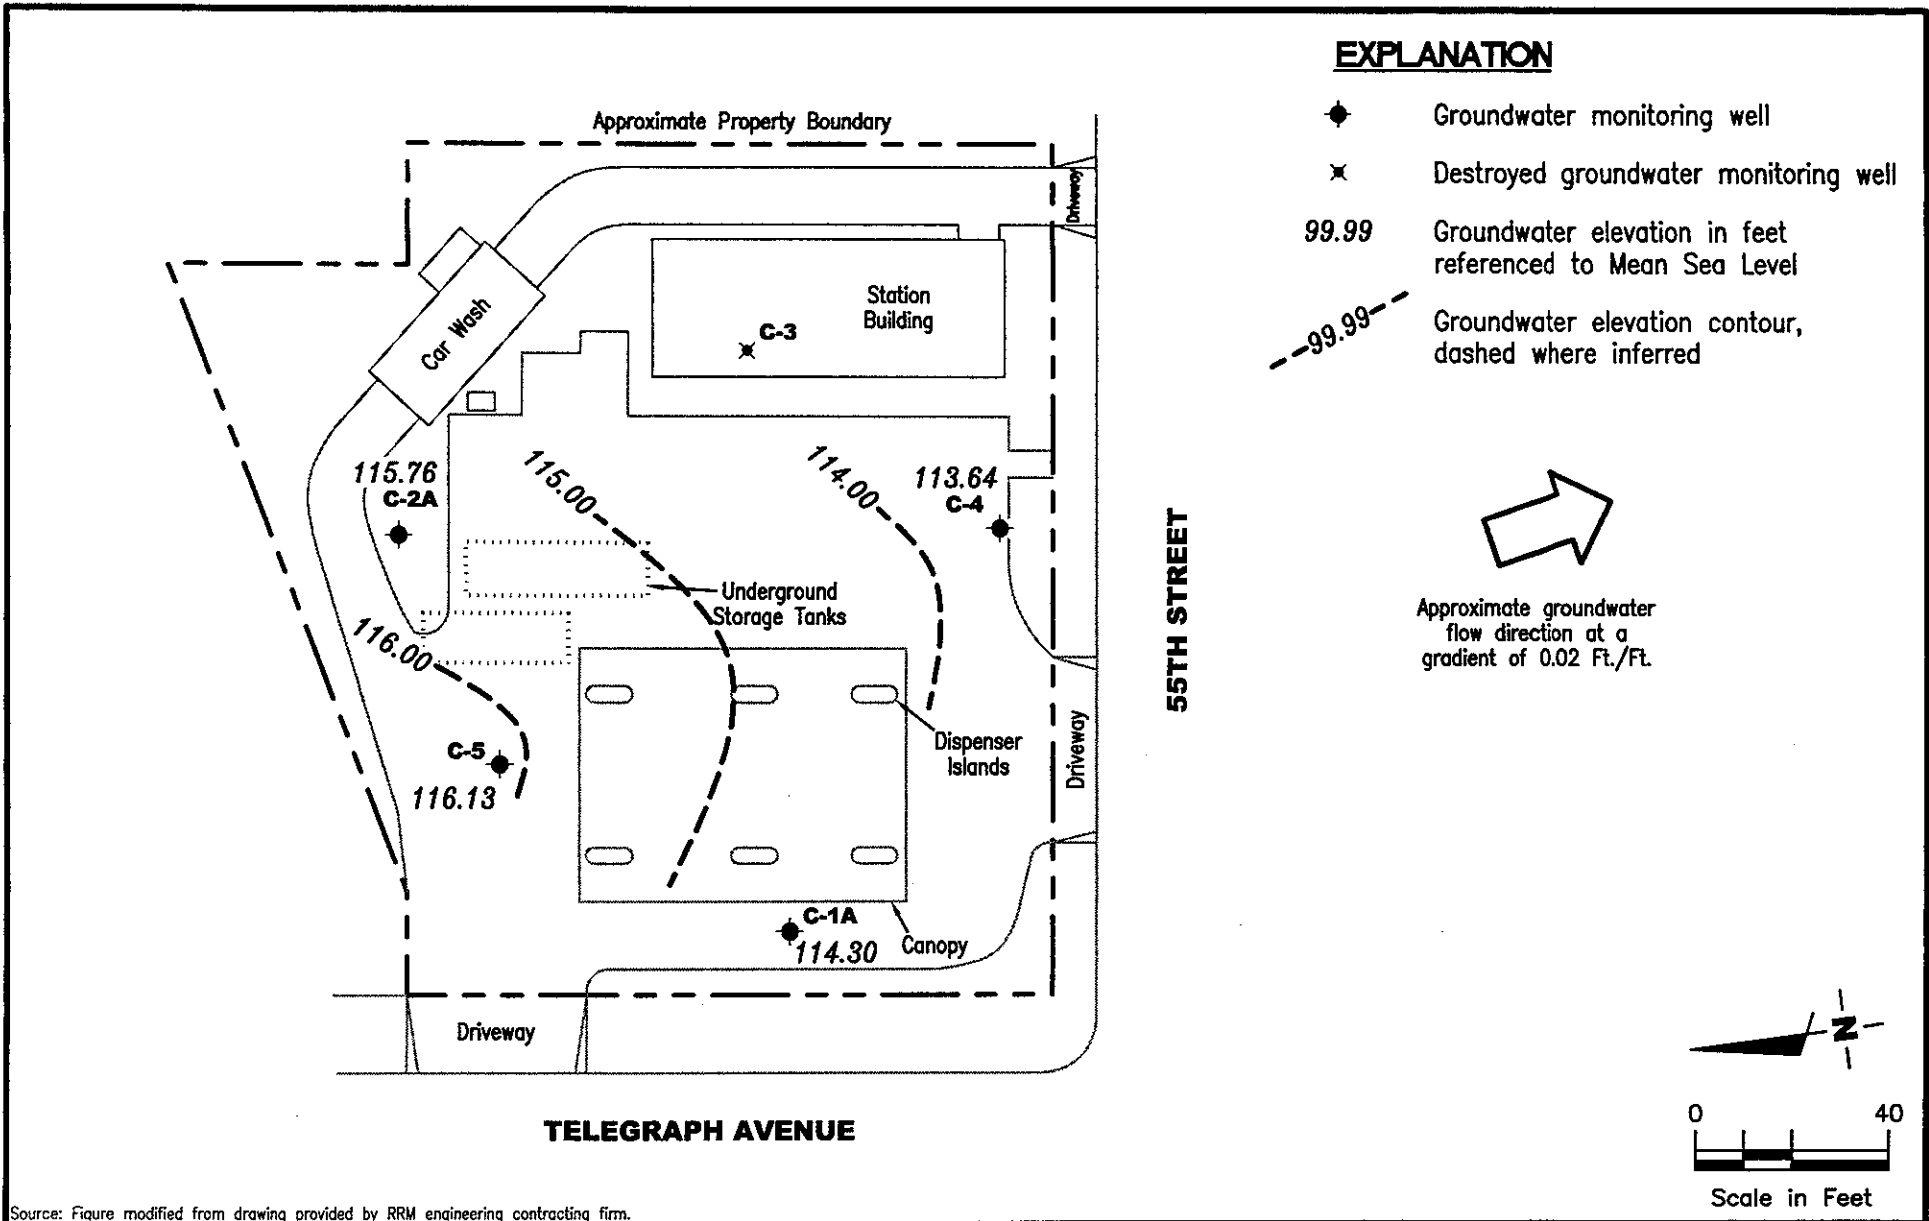 EXPLANATION
Groundwater monitoring well
Destroyed groundwater monitoring well
99.99
Groundwater elevation in feet
referenced to Mean Sea Level
99.99
Groundwater elevation contour,
dashed where inferred
Approximate Property Boundary
Driveway
Car Wash
Station
Building
C-3
115.76
C-2A
115.00
114.00
113.64
C-4
Underground
Storage Tanks
116.00
C-5
116.13
Dispenser
Islands
Driveway
C-1A
114.30
Canopy
Driveway
55TH STREET
TELEGRAPH AVENUE
Approximate groundwater
flow direction at a
gradient of 0.02 Ft./Ft.
N
0 40
Scale in Feet
Source: Figure modified from drawing provided by RRM engineering contracting firm.